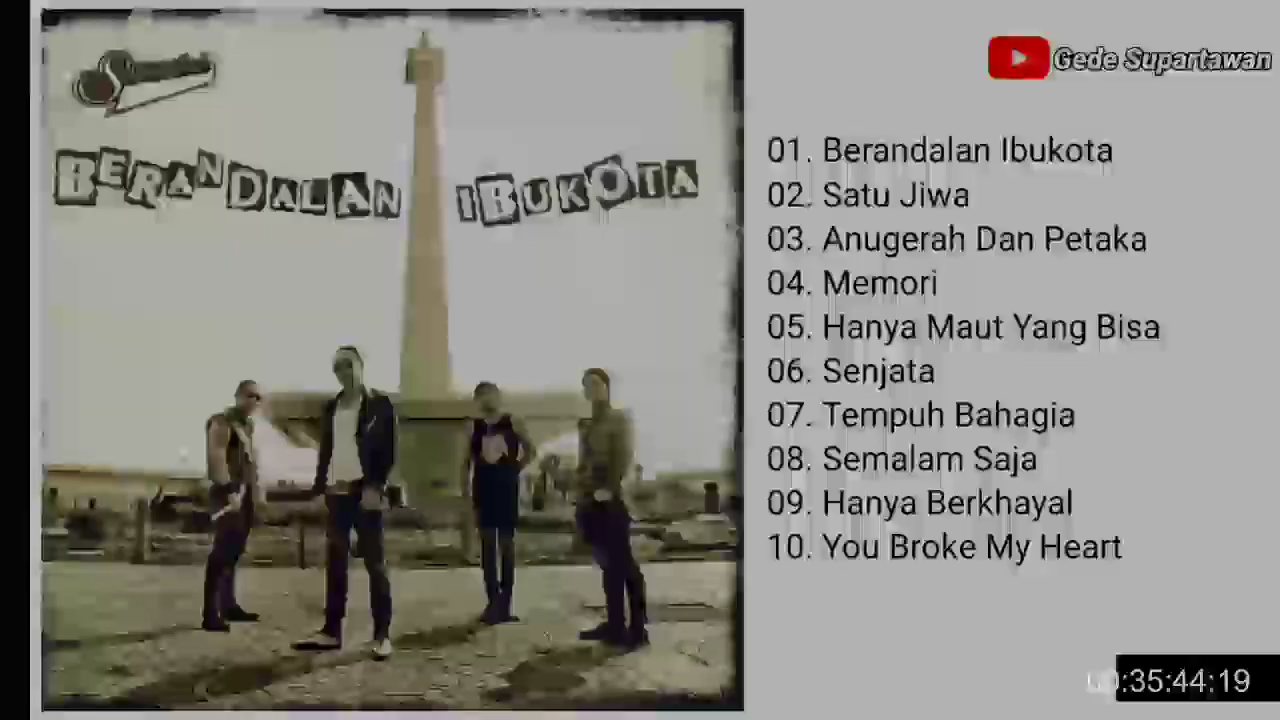 BERANDALAN IBUKOTA
Gede Supartawan
01. Berandalan Ibukota
02. Satu Jiwa
03. Anugerah Dan Petaka
04. Memori
05. Hanya Maut Yang Bisa
06. Senjata
07. Tempuh Bahagia
08. Semalam Saja
09. Hanya Berkhayal
10. You Broke My Heart
:35:44:19